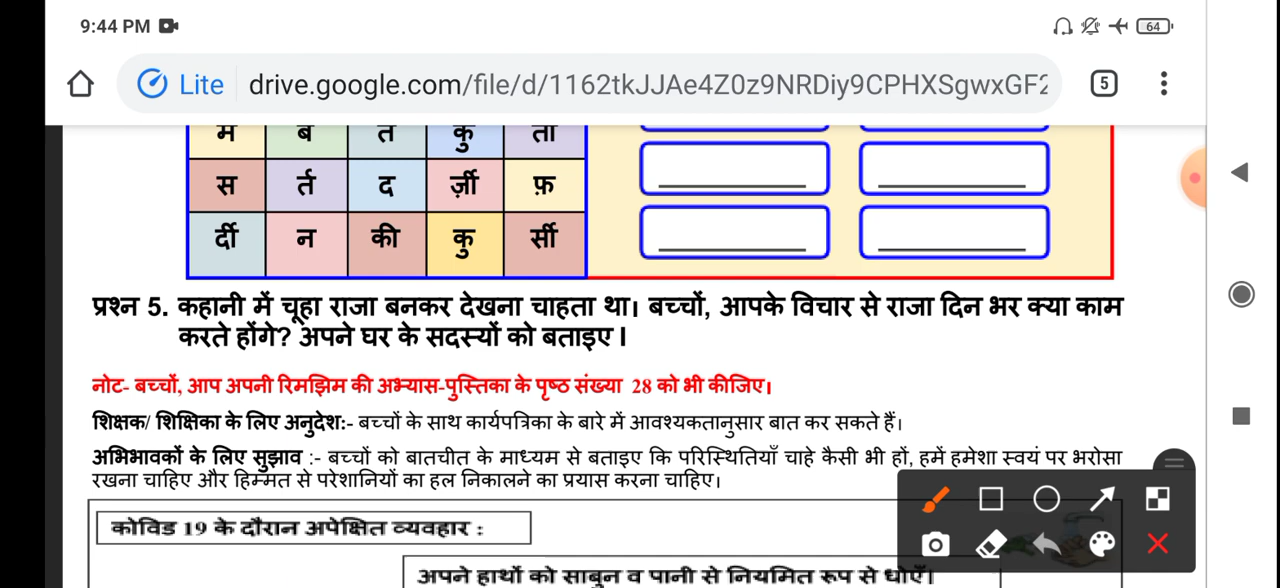 9:44 PM
64
Lite drive.google.com/file/d/1162tkJJAe4Z0z9NRDiy9CPHXSgwxGF2
5
म ब त कु ता
स र्त द र्ज़ी फ़
र्दी न की कु र्सी
प्रश्न 5. कहानी में चूहा राजा बनकर देखना चाहता था। बच्चों, आपके विचार से राजा दिन भर क्या काम
करते होंगे? अपने घर के सदस्यों को बताइए I
नोट- बच्चों, आप अपनी रिमझिम की अभ्यास-पुस्तिका के पृष्ठ संख्या 28 को भी कीजिए।
शिक्षक/ शिक्षिका के लिए अनुदेश:- बच्चों के साथ कार्यपत्रिका के बारे में आवश्यकतानुसार बात कर सकते हैं।
अभिभावकों के लिए सुझाव :- बच्चों को बातचीत के माध्यम से बताइए कि परिस्थितियाँ चाहे कैसी भी हों, हमें हमेशा स्वयं पर भरोसा
रखना चाहिए और हिम्मत से परेशानियों का हल निकालने का प्रयास करना चाहिए।
कोविड 19 के दौरान अपेक्षित व्यवहार :
अपने हाथों को साबुन व पानी से नियमित रूप से धोएँ।